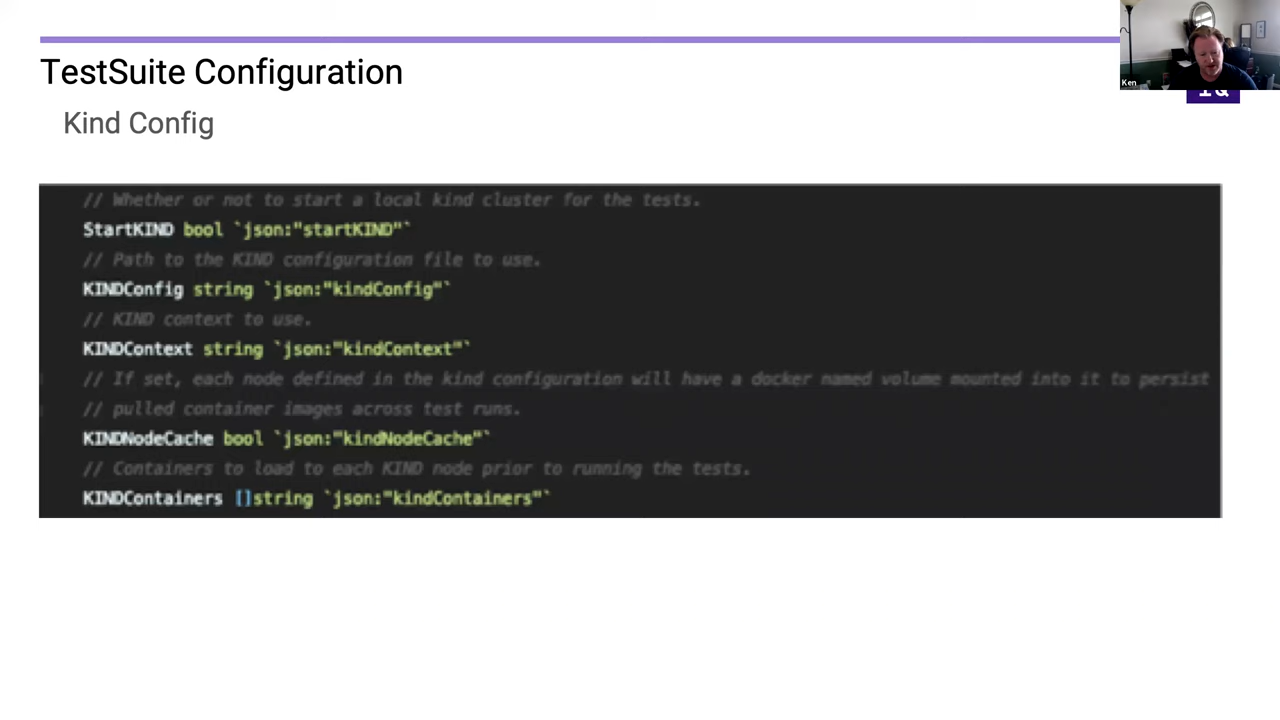 TestSuite Configuration
Kind Config
Ken
IQ
// Whether or not to start a local kind cluster for the tests.
StartKIND bool `json:"startKIND"`
// Path to the KIND configuration file to use.
KINDConfig string `json:"kindConfig"`
// KIND context to use.
KINDContext string `json:"kindContext"`
// If set, each node defined in the kind configuration will have a docker named volume mounted into it to persist
// pulled container images across test runs.
KINDNodeCache bool `json:"kindNodeCache"`
// Containers to load to each KIND node prior to running the tests.
KINDContainers []string `json:"kindContainers"`